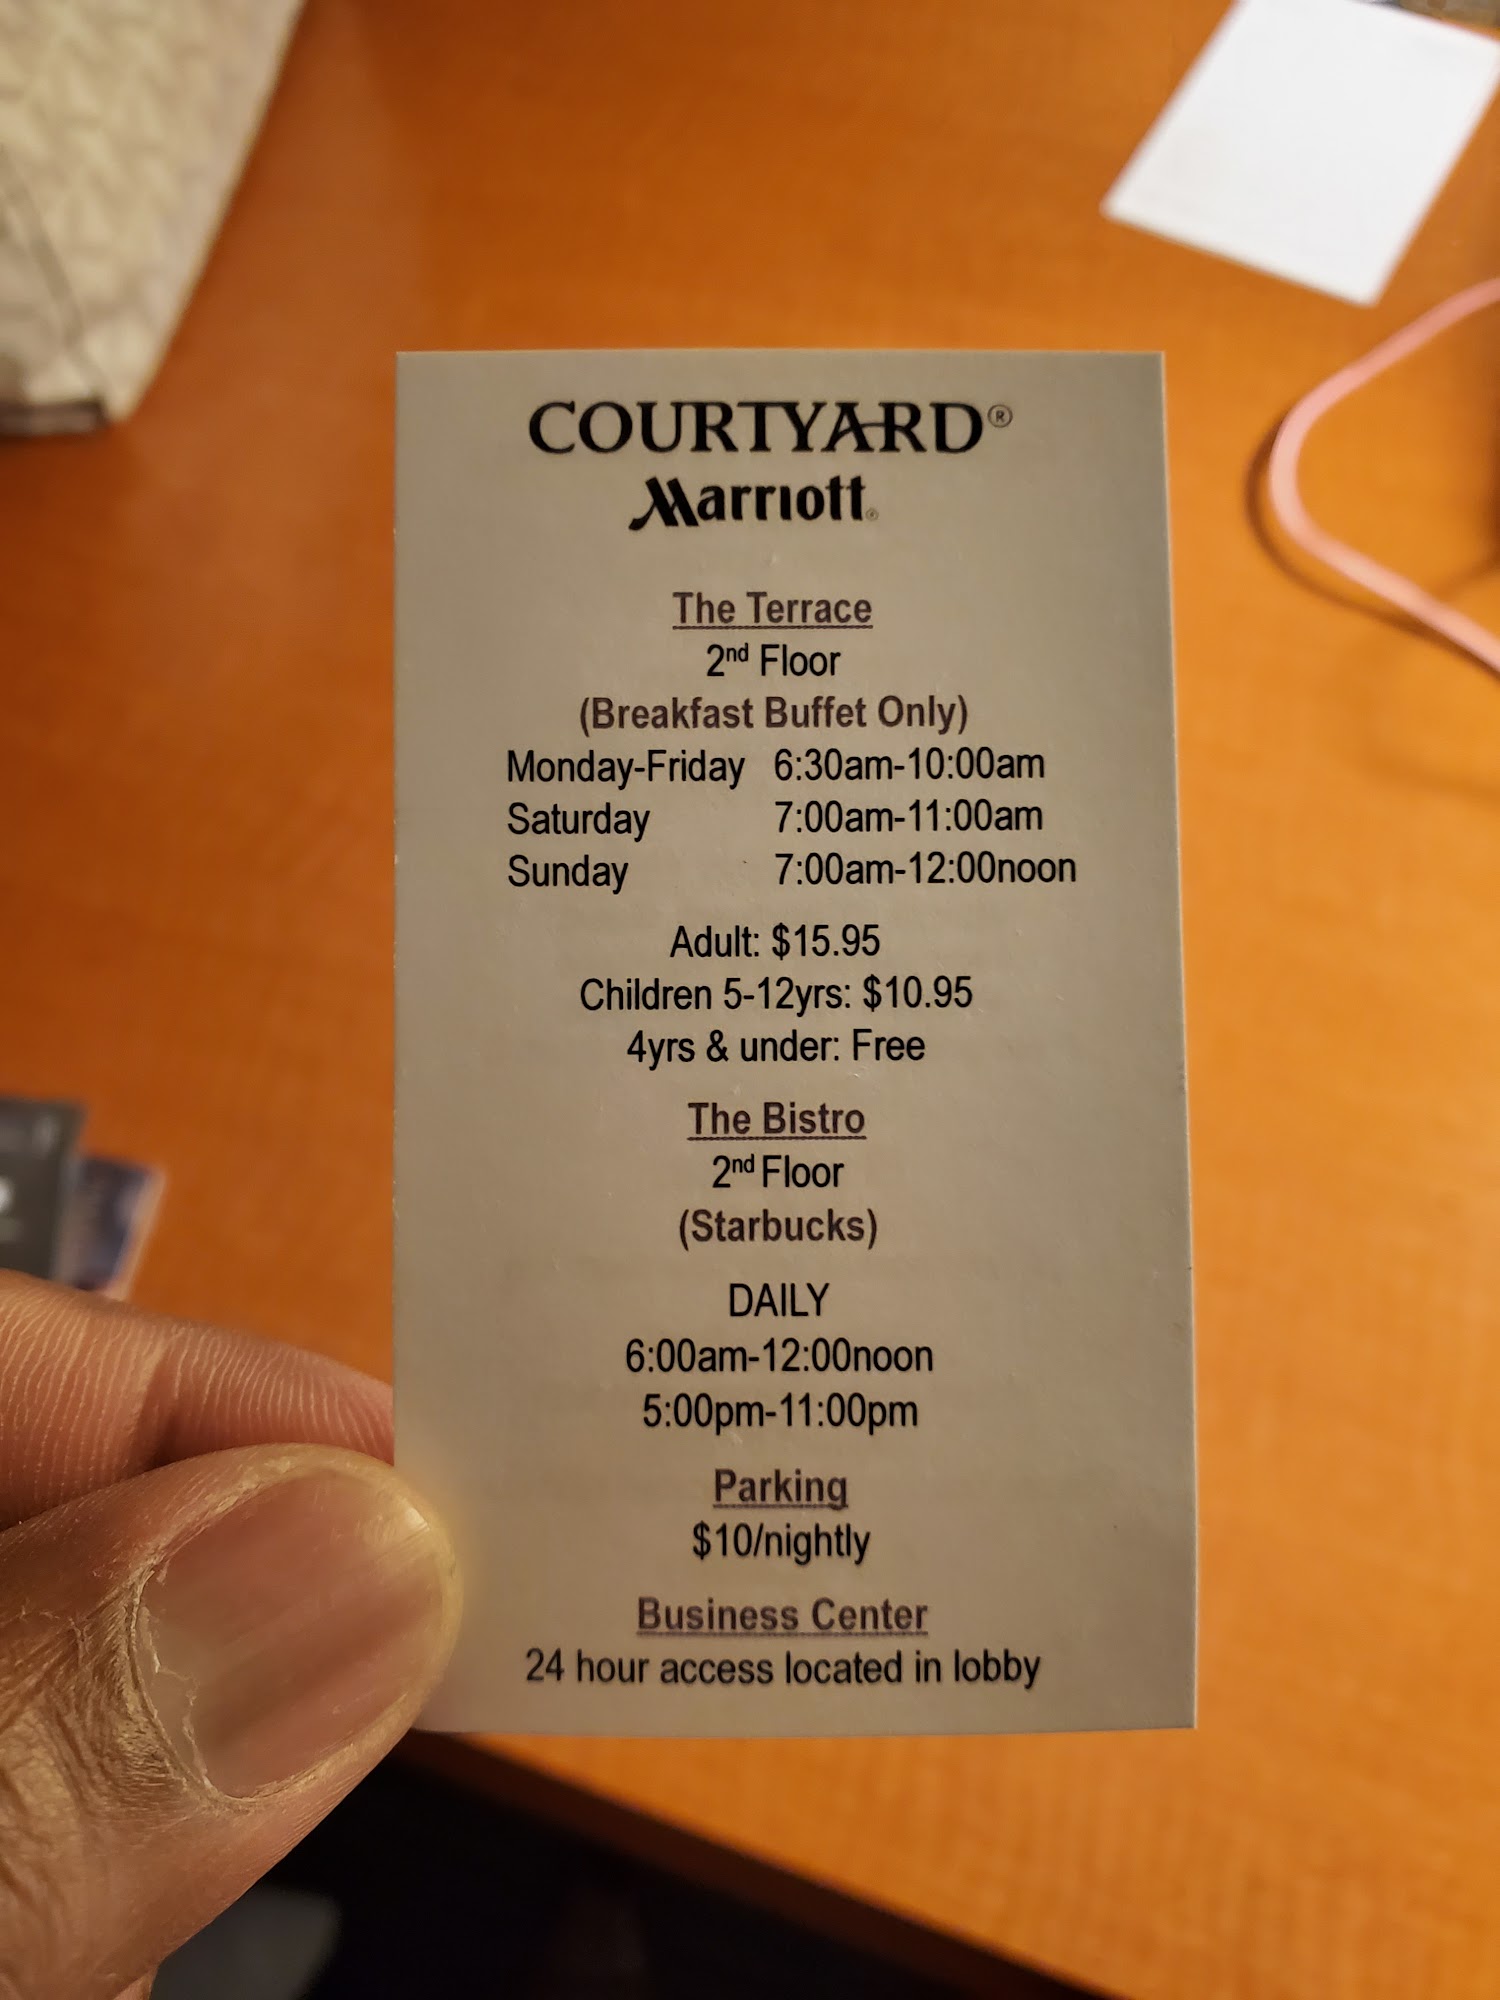 COURTYARD®
Marriott®
The Terrace
2nd Floor
(Breakfast Buffet Only)
Monday-Friday 6:30am-10:00am
Saturday 7:00am-11:00am
Sunday 7:00am-12:00noon
Adult: $15.95
Children 5-12yrs: $10.95
4yrs & under: Free
The Bistro
2nd Floor
(Starbucks)
DAILY
6:00am-12:00noon
5:00pm-11:00pm
Parking
$10/nightly
Business Center
24 hour access located in lobby